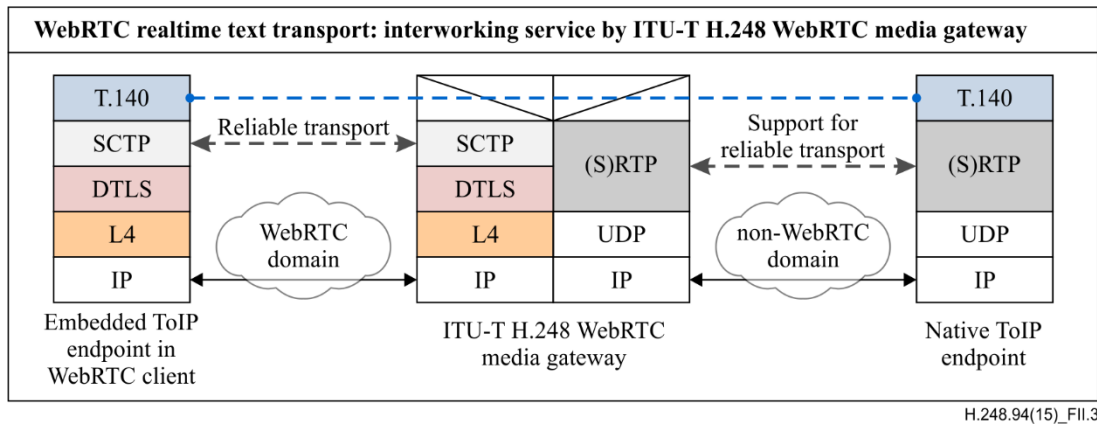 WebRTC realtime text transport: interworking service by ITU-T H.248 WebRTC media gateway
T.140
SCTP
DTLS
L4
IP
Embedded ToIP
endpoint in
WebRTC client
Reliable transport
WebRTC
domain
SCTP
DTLS
L4
IP
(S)RTP
UDP
IP
ITU-T H.248 WebRTC
media gateway
Support for
reliable transport
non-WebRTC
domain
T.140
(S)RTP
UDP
IP
Native ToIP
endpoint
H.248.94(15)_FII.3